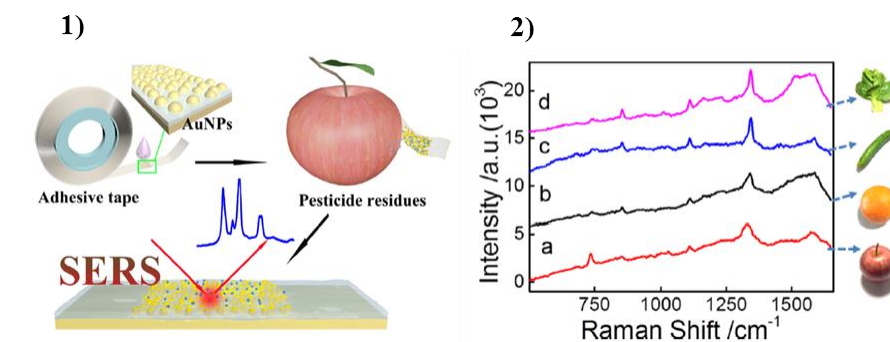 1)
AuNPs
Adhesive tape
Pesticide residues
SERS
2)
Intensity /a.u.(10³)
20
15
10
5
0
d
c
b
a
750 1000 1250 1500
Raman Shift /cm⁻¹